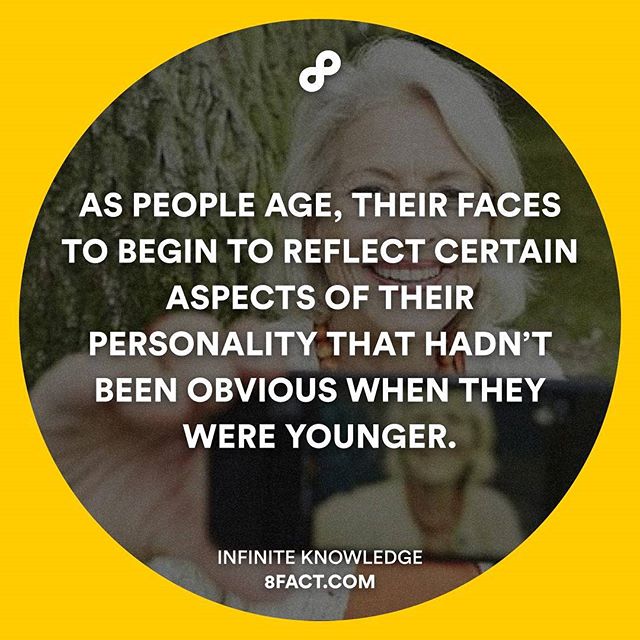 AS PEOPLE AGE, THEIR FACES
TO BEGIN TO REFLECT CERTAIN
ASPECTS OF THEIR
PERSONALITY THAT HADN'T
BEEN OBVIOUS WHEN THEY
WERE YOUNGER.
INFINITE KNOWLEDGE
8FACT.COM